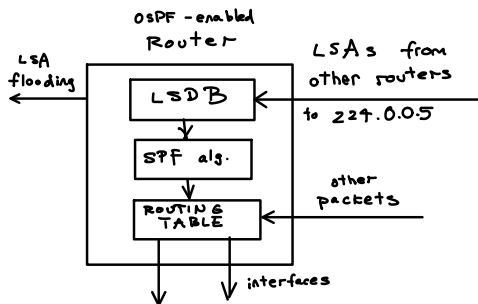 OSPF-enabled
Router
LSA
flooding
LSAs from
other routers
to 224.0.0.5
LSDB
SPF alg.
ROUTING
TABLE
other
packets
interfaces